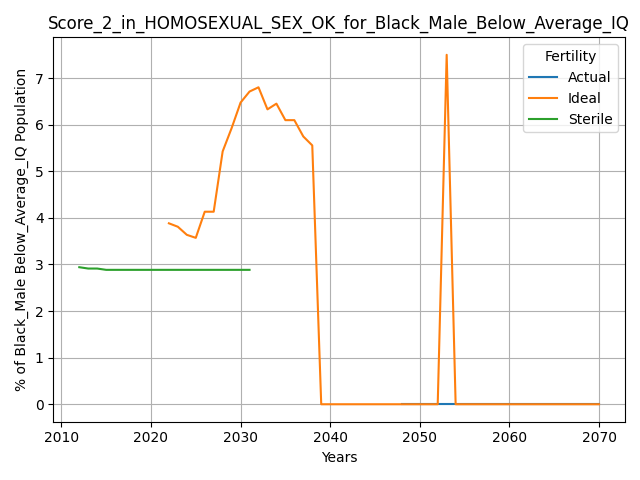 Score_2_in_HOMOSEXUAL_SEX_OK_for_Black_Male_Below_Average_IQ
% of Black_Male Below_Average_IQ Population
7
6
5
4
3
2
1
0
Fertility
Actual
Ideal
Sterile
2010 2020 2030 2040 2050 2060 2070
Years